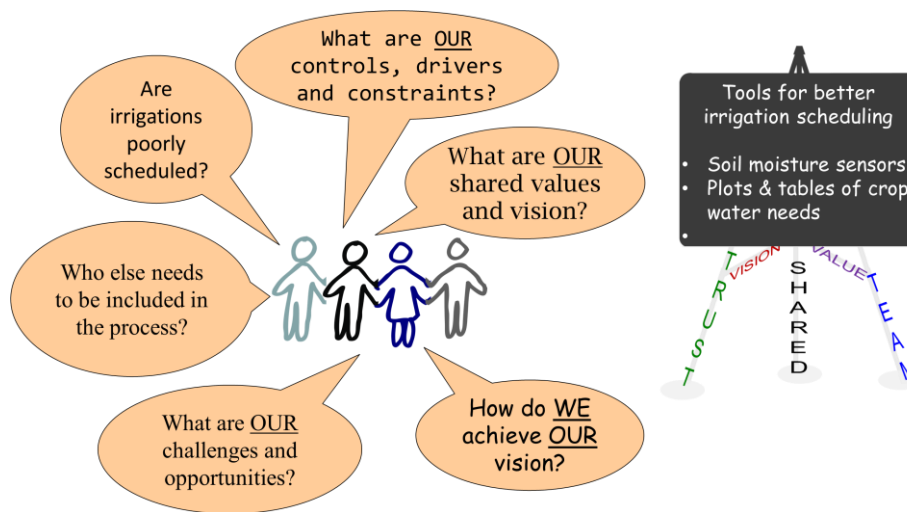 What are OUR
controls, drivers
and constraints?
Are
irrigations
poorly
scheduled?
What are OUR
shared values
and vision?
Who else needs
to be included in
the process?
What are OUR
challenges and
opportunities?
How do WE
achieve OUR
vision?
Tools for better
irrigation scheduling
• Soil moisture sensors
• Plots & tables of crop
water needs
•
TRUST
VISION
SHARED
VALUE